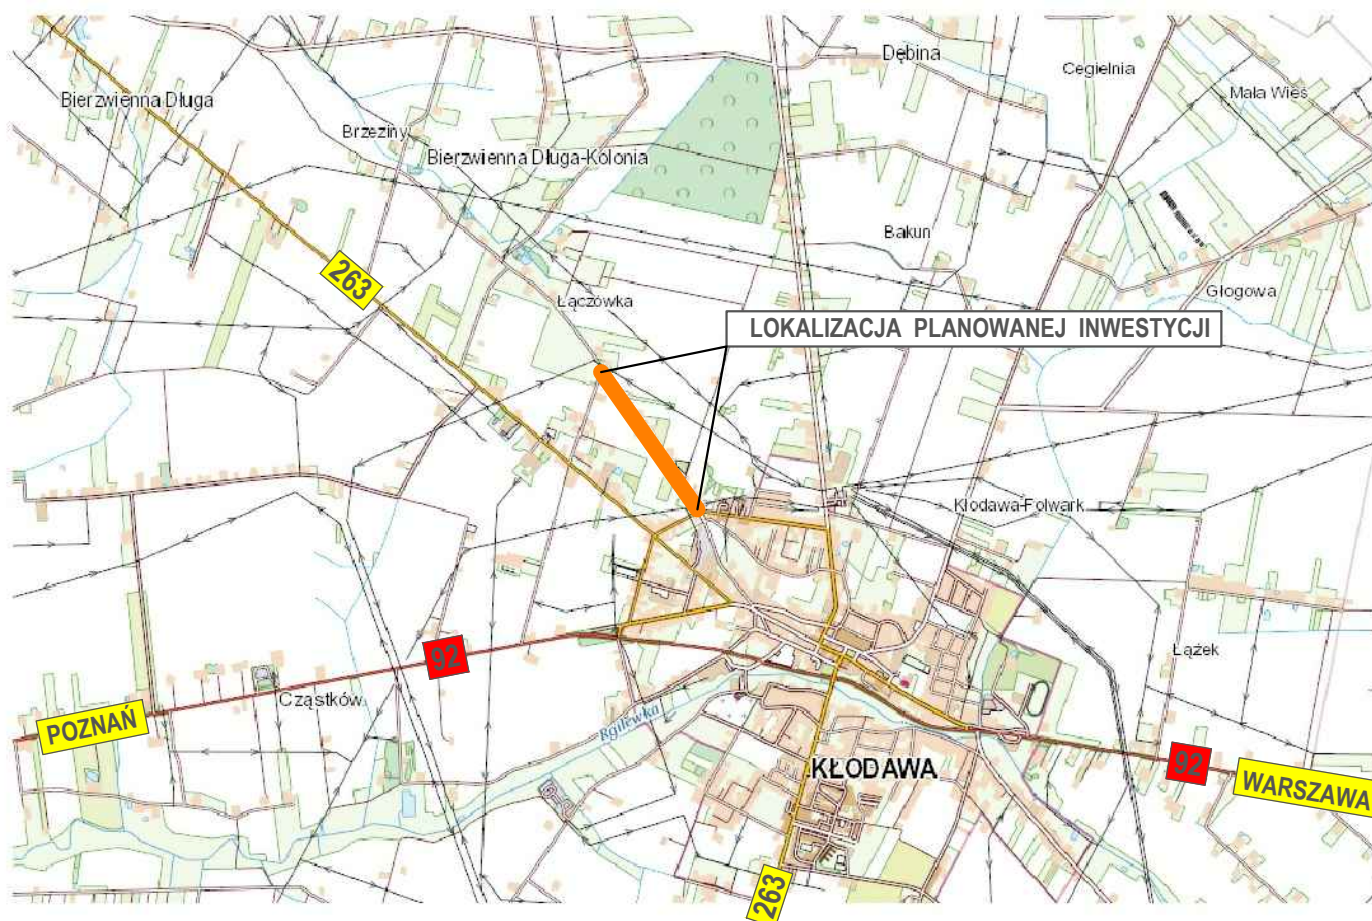 Dębina
Cegielnia
Mała Wieś
Bierzwienna Długa
Brzeziny
Bierzwienna Długa-Kolonia
Bakun
263
Łączówka
Głogowa
LOKALIZACJA PLANOWANEJ INWESTYCJI
Kłodawa-Folwark
92
Łążek
Cząstków
POZNAŃ
Rgilewka
KŁODAWA
92
WARSZAWA
263